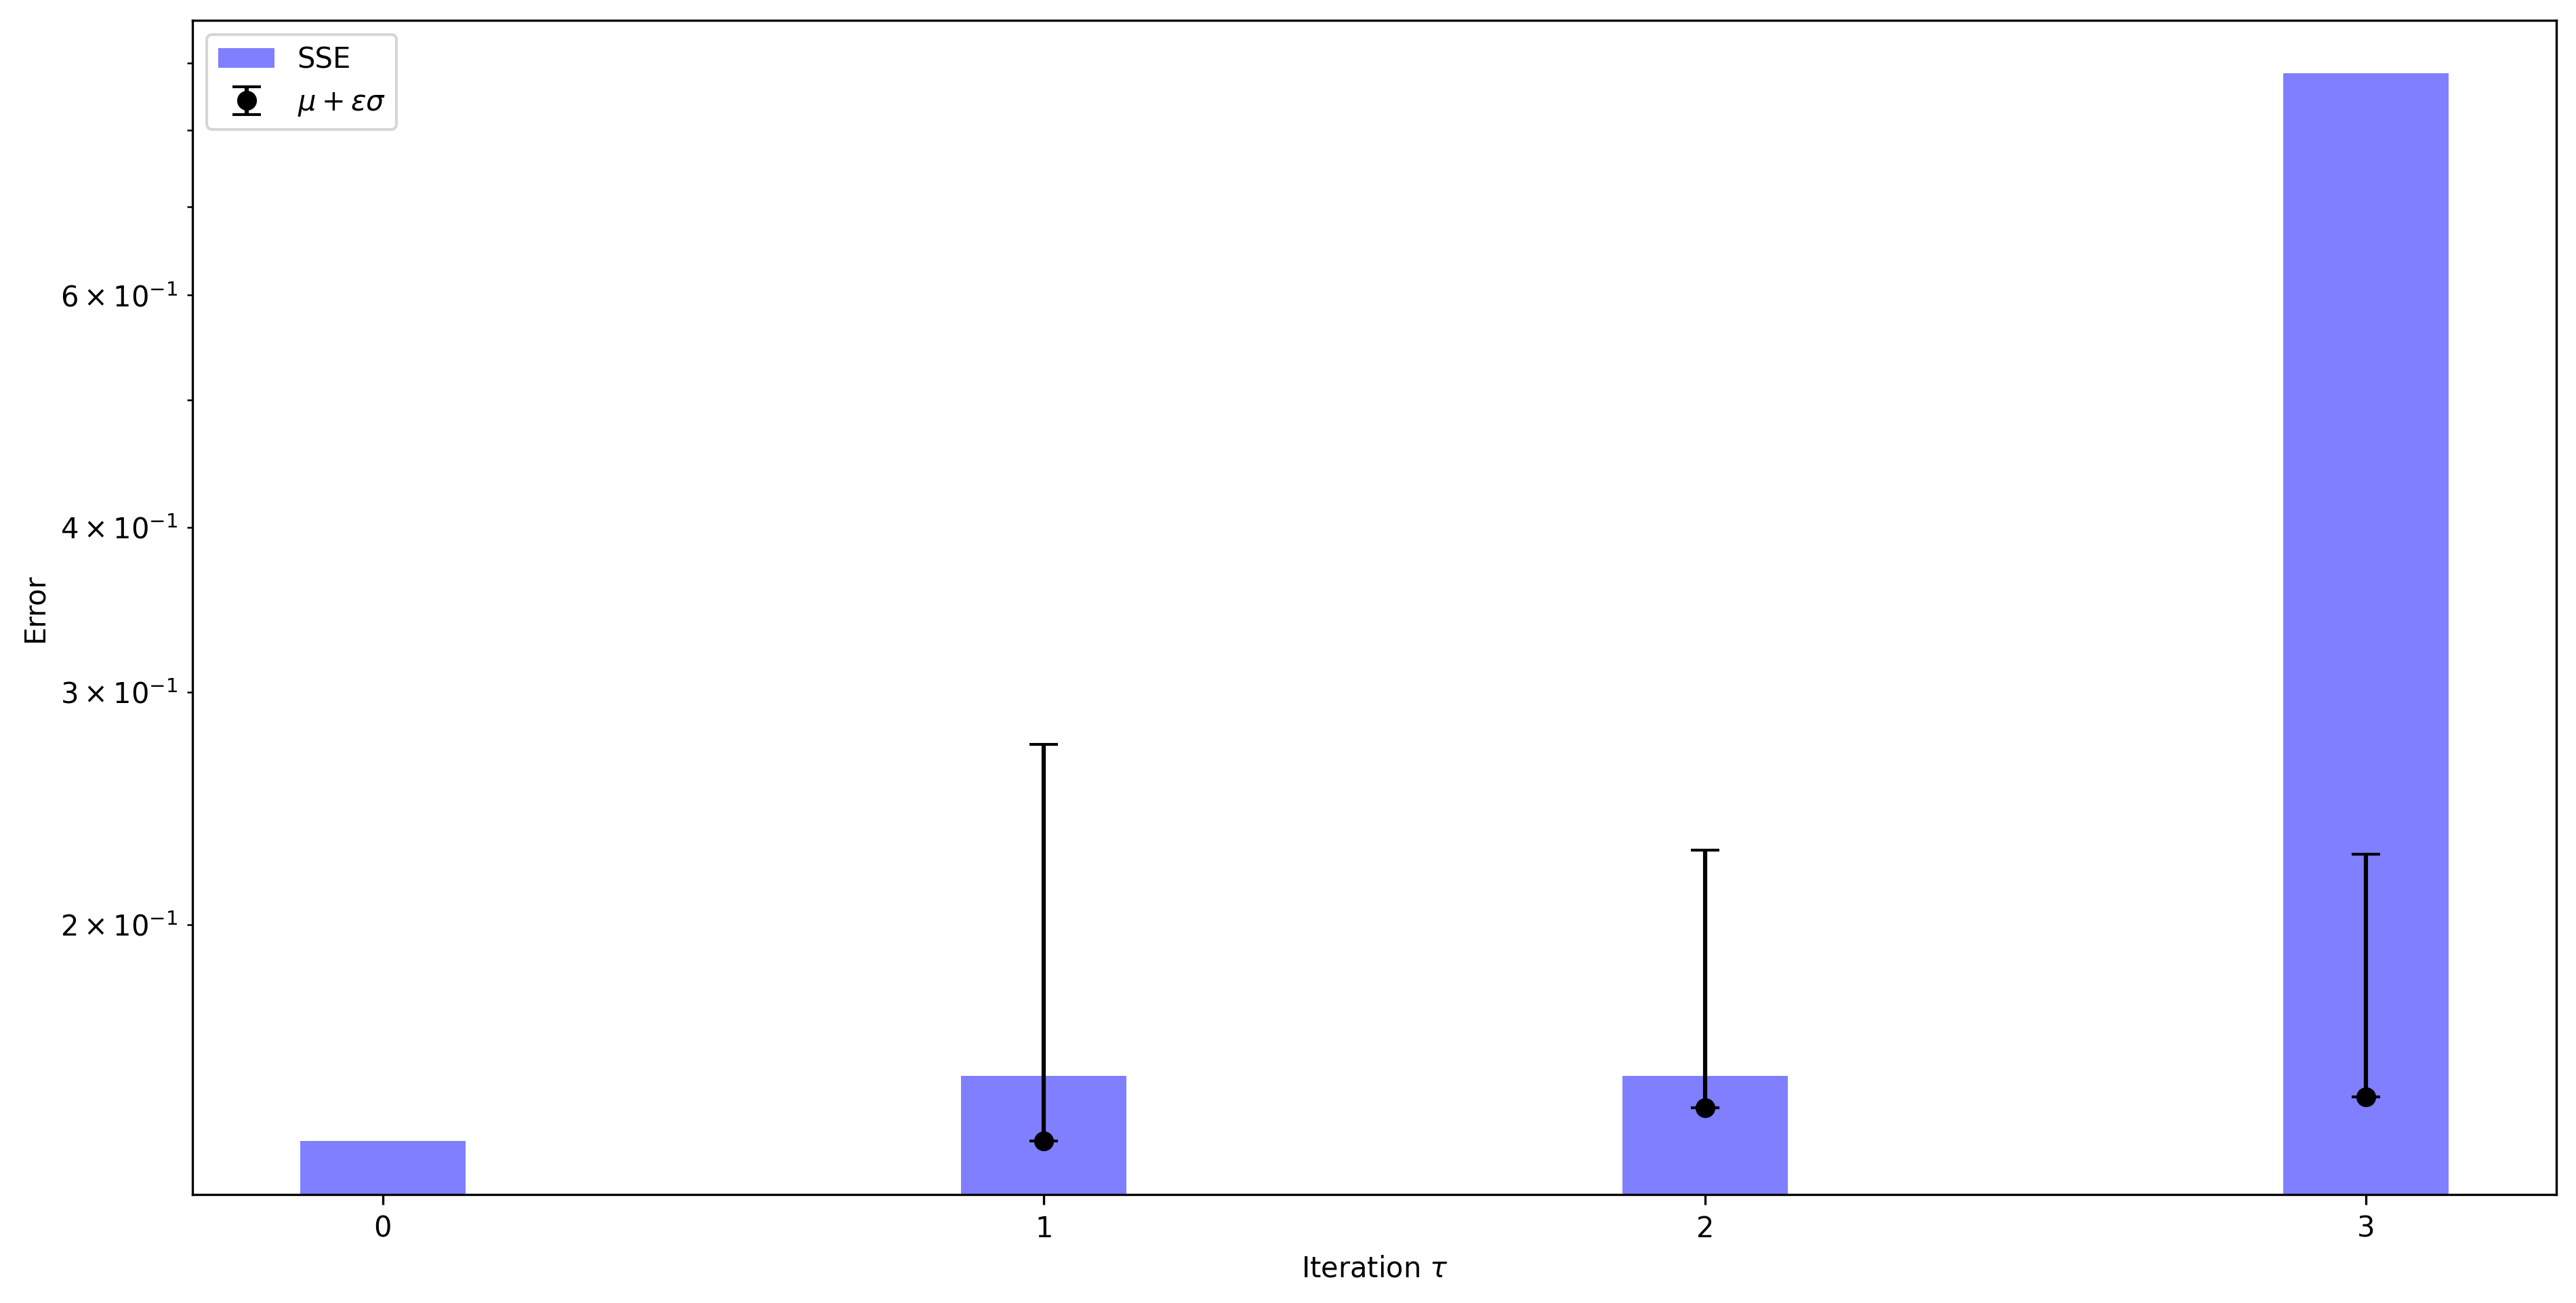 SSE
μ + εσ
6 × 10⁻¹
4 × 10⁻¹
3 × 10⁻¹
2 × 10⁻¹
Error
0 1 2 3
Iteration τ